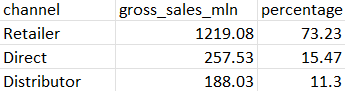 channel gross_sales_mln percentage
Retailer 1219.08 73.23
Direct 257.53 15.47
Distributor 188.03 11.3